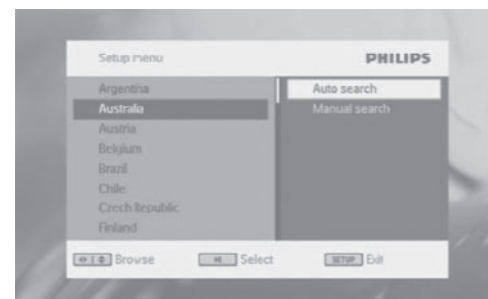 Setup menu PHILIPS
Argentina Auto search
Australia Manual search
Austria
Belgium
Brazil
Chile
Czech Republic
Finland
Browse Select SETUP Exit